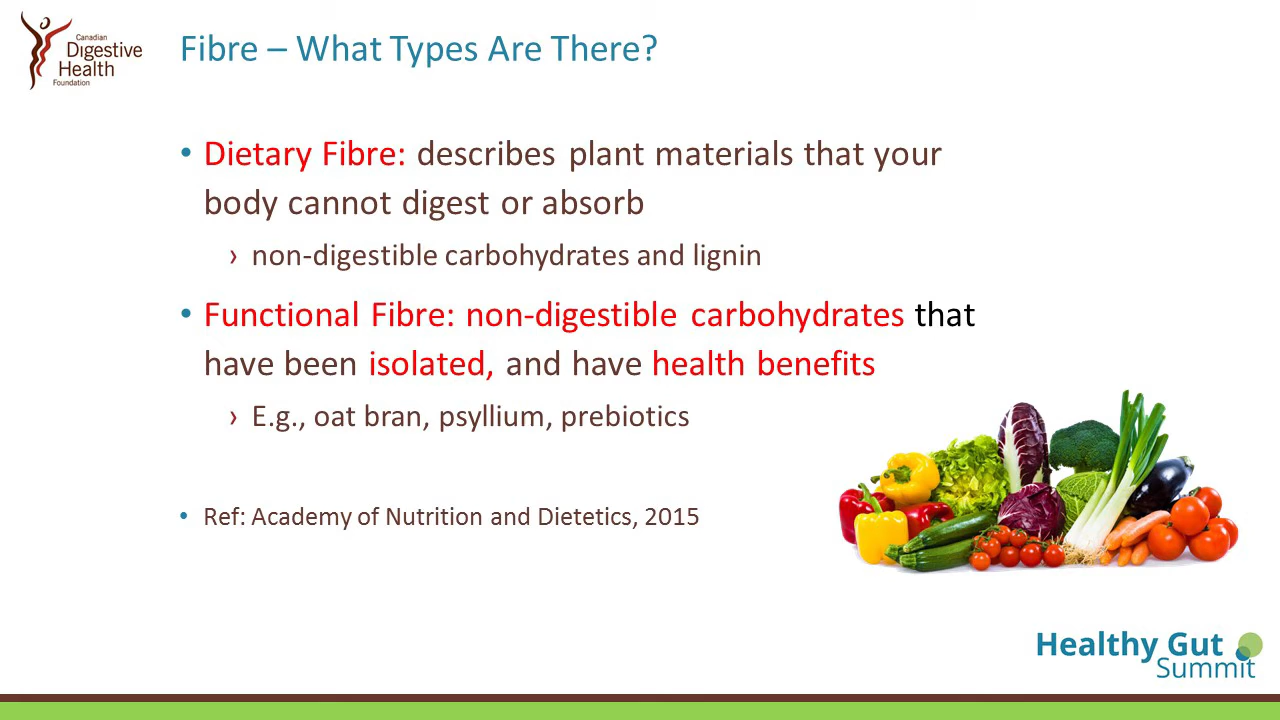 Canadian
Digestive
Health
Foundation
Fibre – What Types Are There?
• Dietary Fibre: describes plant materials that your
body cannot digest or absorb
› non-digestible carbohydrates and lignin
• Functional Fibre: non-digestible carbohydrates that
have been isolated, and have health benefits
› E.g., oat bran, psyllium, prebiotics
• Ref: Academy of Nutrition and Dietetics, 2015
Healthy Gut
Summit